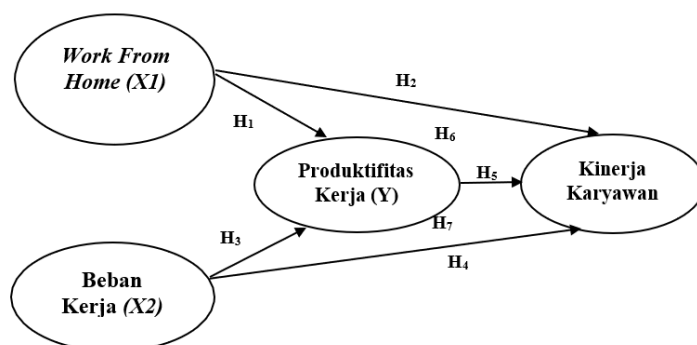 Work From
Home (X1)
H2
H1
H6
Produktifitas
Kerja (Y)
H5
Kinerja
Karyawan
H7
H3
H4
Beban
Kerja (X2)